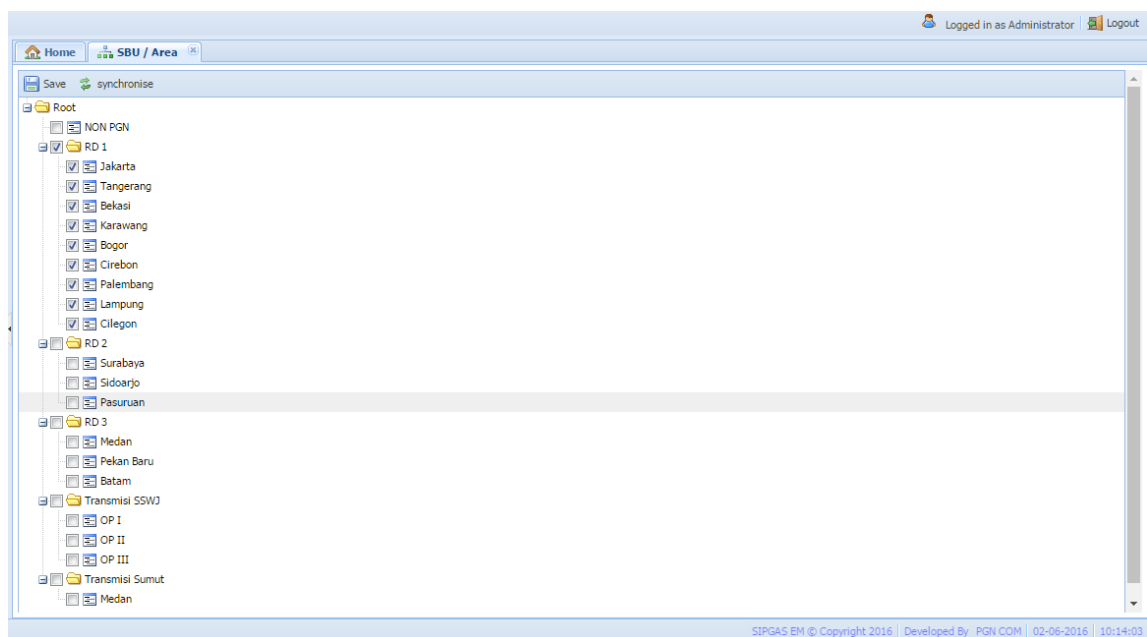 Logged in as Administrator Logout
Home SBU / Area
Save synchronise
Root
NON PGN
RD 1
Jakarta
Tangerang
Bekasi
Karawang
Bogor
Cirebon
Palembang
Lampung
Cilegon
RD 2
Surabaya
Sidoarjo
Pasuruan
RD 3
Medan
Pekan Baru
Batam
Transmisi SSWJ
OP I
OP II
OP III
Transmisi Sumut
Medan
SIPGAS EM © Copyright 2016 Developed By PGN COM 02-06-2016 10:14:03